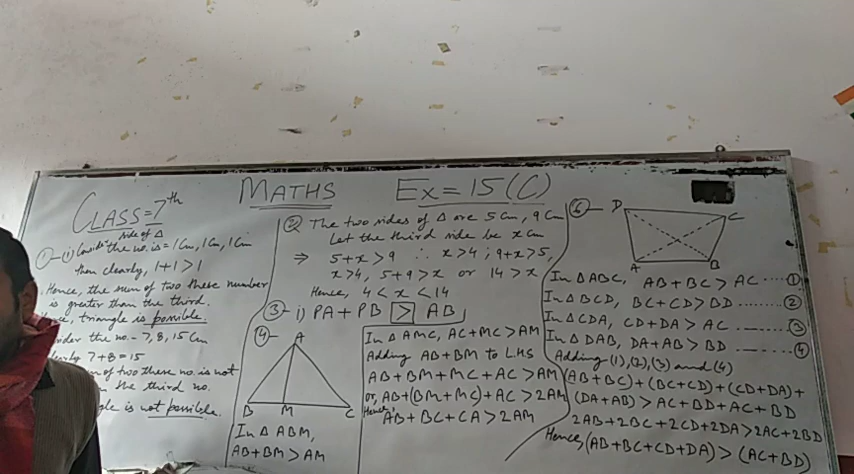 CLASS=7th
MATHS
Ex=15(C)
side of Δ
①-(i) the no. is=1Cm, 1Cm, 1Cm
then clearly, 1+1>1
Hence, the sum of two these number
is greater than the third.
triangle is possible.
the no.- 7, 8, 15 Cm
7+8=15
of two these no. is not
the third no.
is not possible.
② The two sides of Δ are 5 Cm, 9 Cm
Let the third side be x cm
⇒ 5+x>9 ∴ x>4; 9+x>5,
x>4, 5+9>x or 14>x
Hence, 4<x<14
③- i) PA + PB > AB
④-
A
B M C
In Δ ABM,
AB+BM>AM
In Δ AMC, AC+MC>AM
Adding AB+BM to LHS
AB+BM+MC+AC>AM
or, AB+(BM+MC)+AC>2AM
Hence,
AB+BC+CA>2AM
⑥- D
C
A B
In Δ ABC, AB+BC>AC ....①
In Δ BCD, BC+CD>BD ........②
In Δ CDA, CD+DA>AC ........③
In Δ DAB, DA+AB>BD ........④
Adding-(1),(2),(3) and (4)
(AB+BC)+(BC+CD)+(CD+DA)+
(DA+AB)>AC+BD+AC+BD
2AB+2BC+2CD+2DA>2AC+2BD
Hence,(AB+BC+CD+DA)>(AC+BD)